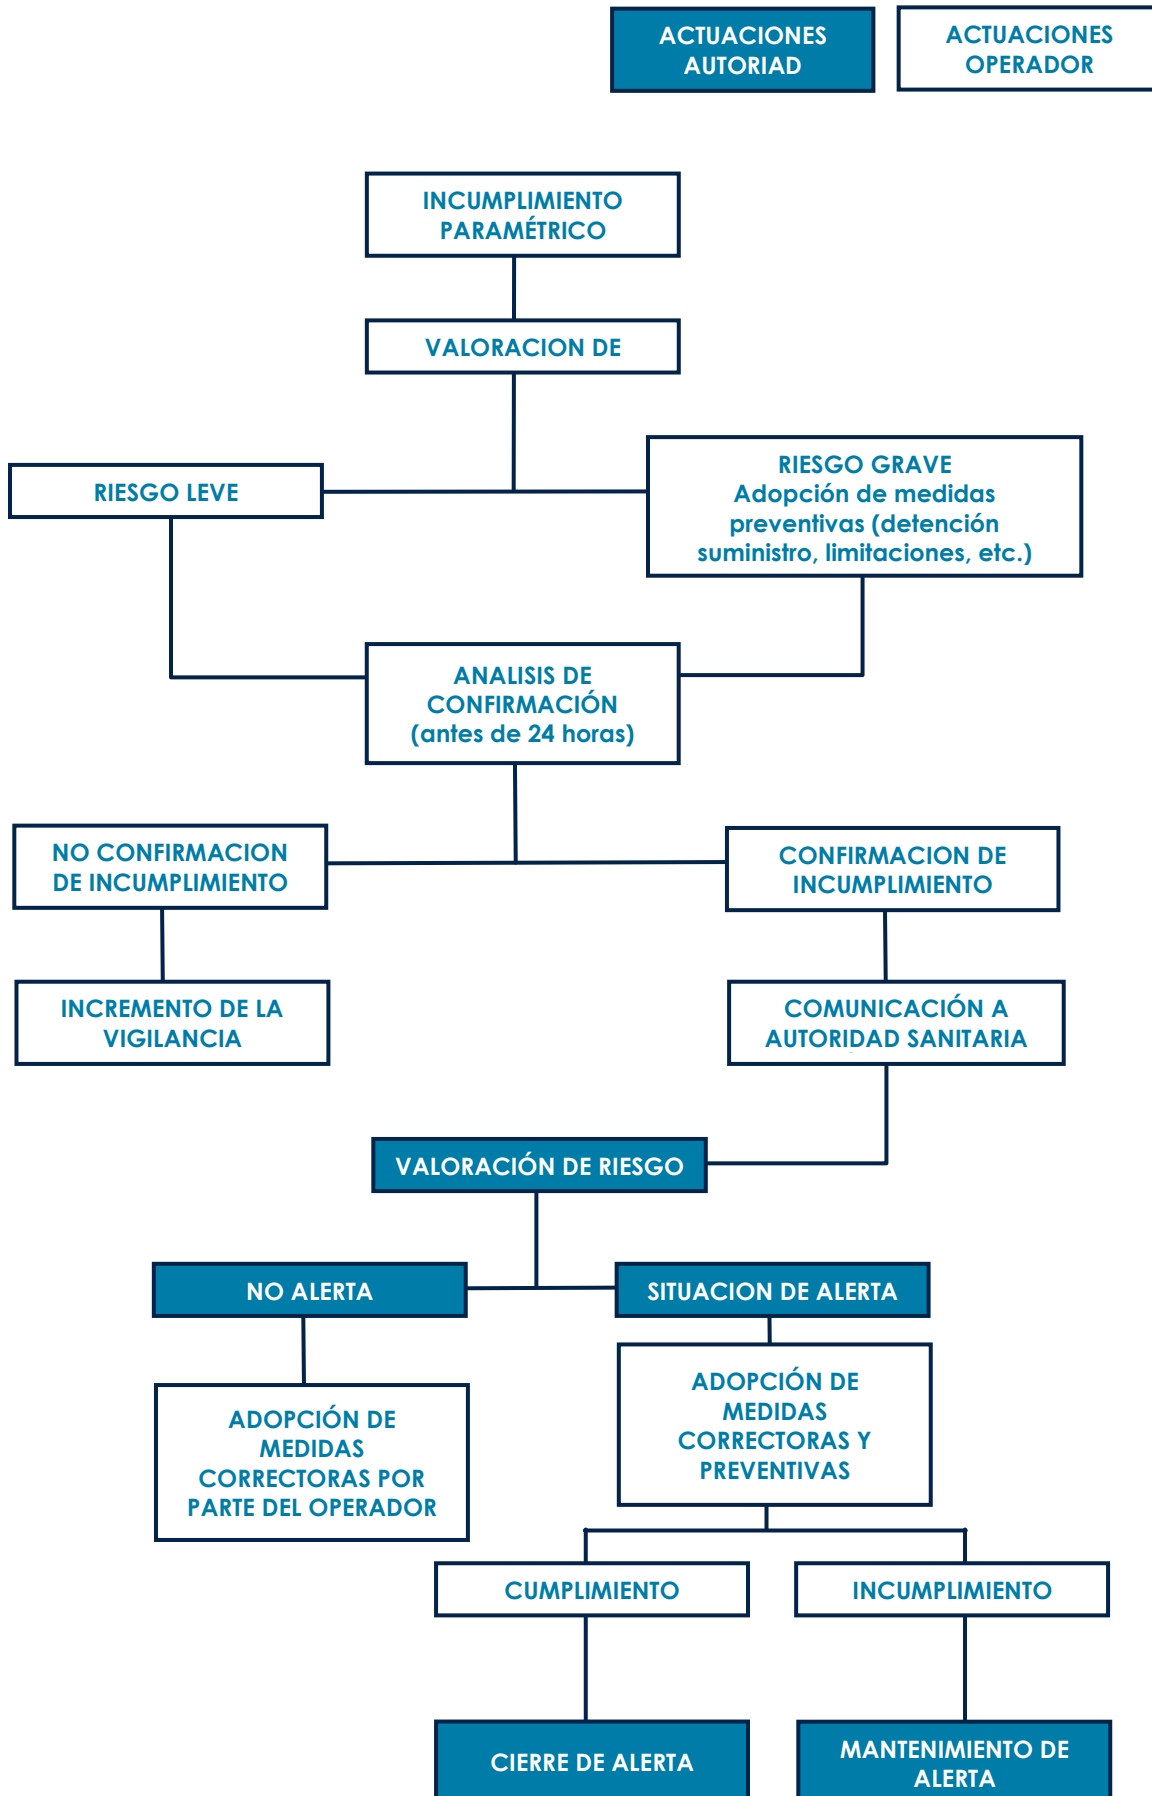 ACTUACIONES
AUTORIAD
ACTUACIONES
OPERADOR
INCUMPLIMIENTO
PARAMÉTRICO
VALORACION DE
RIESGO LEVE
RIESGO GRAVE
Adopción de medidas
preventivas (detención
suministro, limitaciones, etc.)
ANALISIS DE
CONFIRMACIÓN
(antes de 24 horas)
NO CONFIRMACION
DE INCUMPLIMIENTO
CONFIRMACION DE
INCUMPLIMIENTO
INCREMENTO DE LA
VIGILANCIA
COMUNICACIÓN A
AUTORIDAD SANITARIA
VALORACIÓN DE RIESGO
NO ALERTA
SITUACION DE ALERTA
ADOPCIÓN DE
MEDIDAS
CORRECTORAS POR
PARTE DEL OPERADOR
ADOPCIÓN DE
MEDIDAS
CORRECTORAS Y
PREVENTIVAS
CUMPLIMIENTO
INCUMPLIMIENTO
CIERRE DE ALERTA
MANTENIMIENTO DE
ALERTA